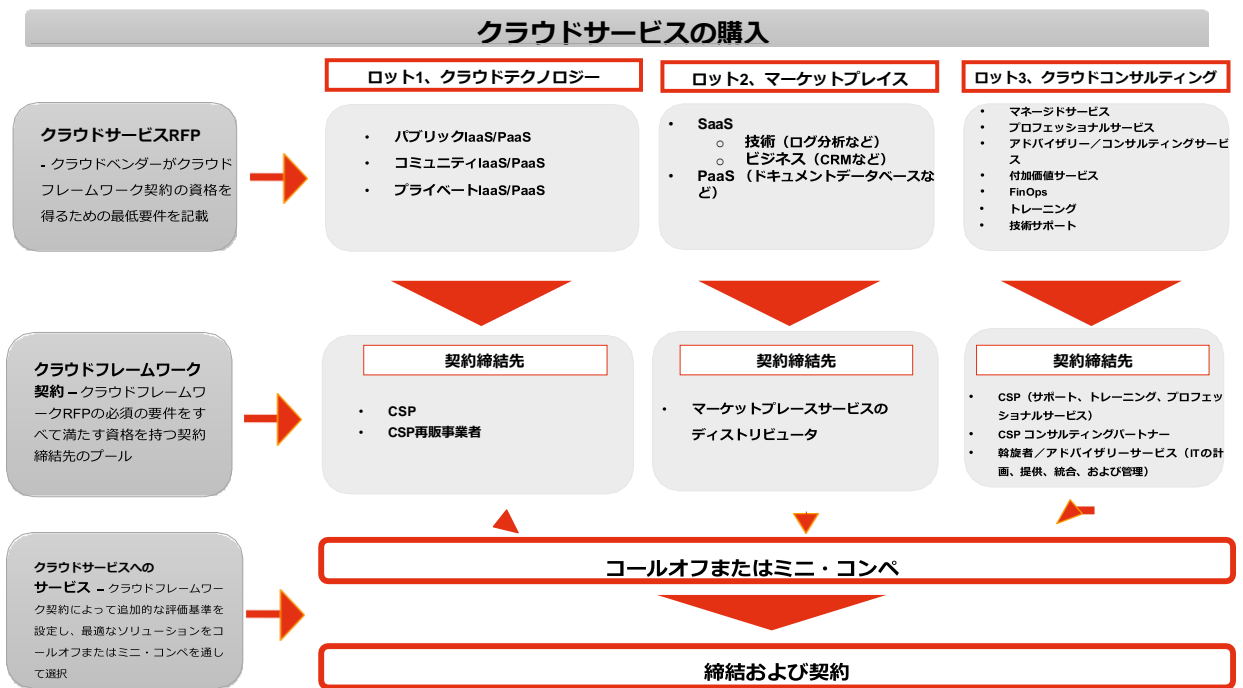 クラウドサービスの購入
ロット1、クラウドテクノロジー
ロット2、マーケットプレイス
ロット3、クラウドコンサルティング
クラウドサービスRFP
- クラウドベンダーがクラウド
フレームワーク契約の資格を
得るための最低要件を記載
• パブリックIaaS/PaaS
• コミュニティIaaS/PaaS
• プライベートIaaS/PaaS
• SaaS
○ 技術（ログ分析など）
○ ビジネス（CRMなど）
• PaaS （ドキュメントデータベースな
ど）
• マネージドサービス
• プロフェッショナルサービス
• アドバイザリー／コンサルティングサービ
ス
• 付加価値サービス
• FinOps
• トレーニング
• 技術サポート
クラウドフレームワーク
契約 – クラウドフレームワ
ークRFPの必須の要件をす
べて満たす資格を持つ契約
締結先のプール
契約締結先
• CSP
• CSP再販事業者
契約締結先
• マーケットプレースサービスの
ディストリビュータ
契約締結先
• CSP（サポート、トレーニング、プロフェッ
ショナルサービス）
• CSP コンサルティングパートナー
• 斡旋者／アドバイザリーサービス（ITの計
画、提供、統合、および管理）
クラウドサービスへの
サービス – クラウドフレームワー
ク契約によって追加的な評価基準を
設定し、最適なソリューションをコ
ールオフまたはミニ・コンペを通し
て選択
コールオフまたはミニ・コンペ
締結および契約